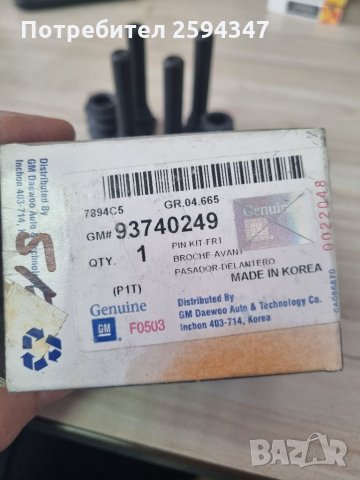 Потребител 2594347
Distributed By
GM Daewoo Auto & Technology
Inchon 403-714,
7894C5
GR.04.665
GM# 93740249
Genuine
QTY. 1
PIN KIT-FRT
BROCHE AVANT
PASADOR-DELANTERO
MADE IN KOREA
(P1T)
0022048
Genuine
GM
F0503
Distributed By
GM Daewoo Auto & Technology Co.
Inchon 403-714, Korea
BAZAR